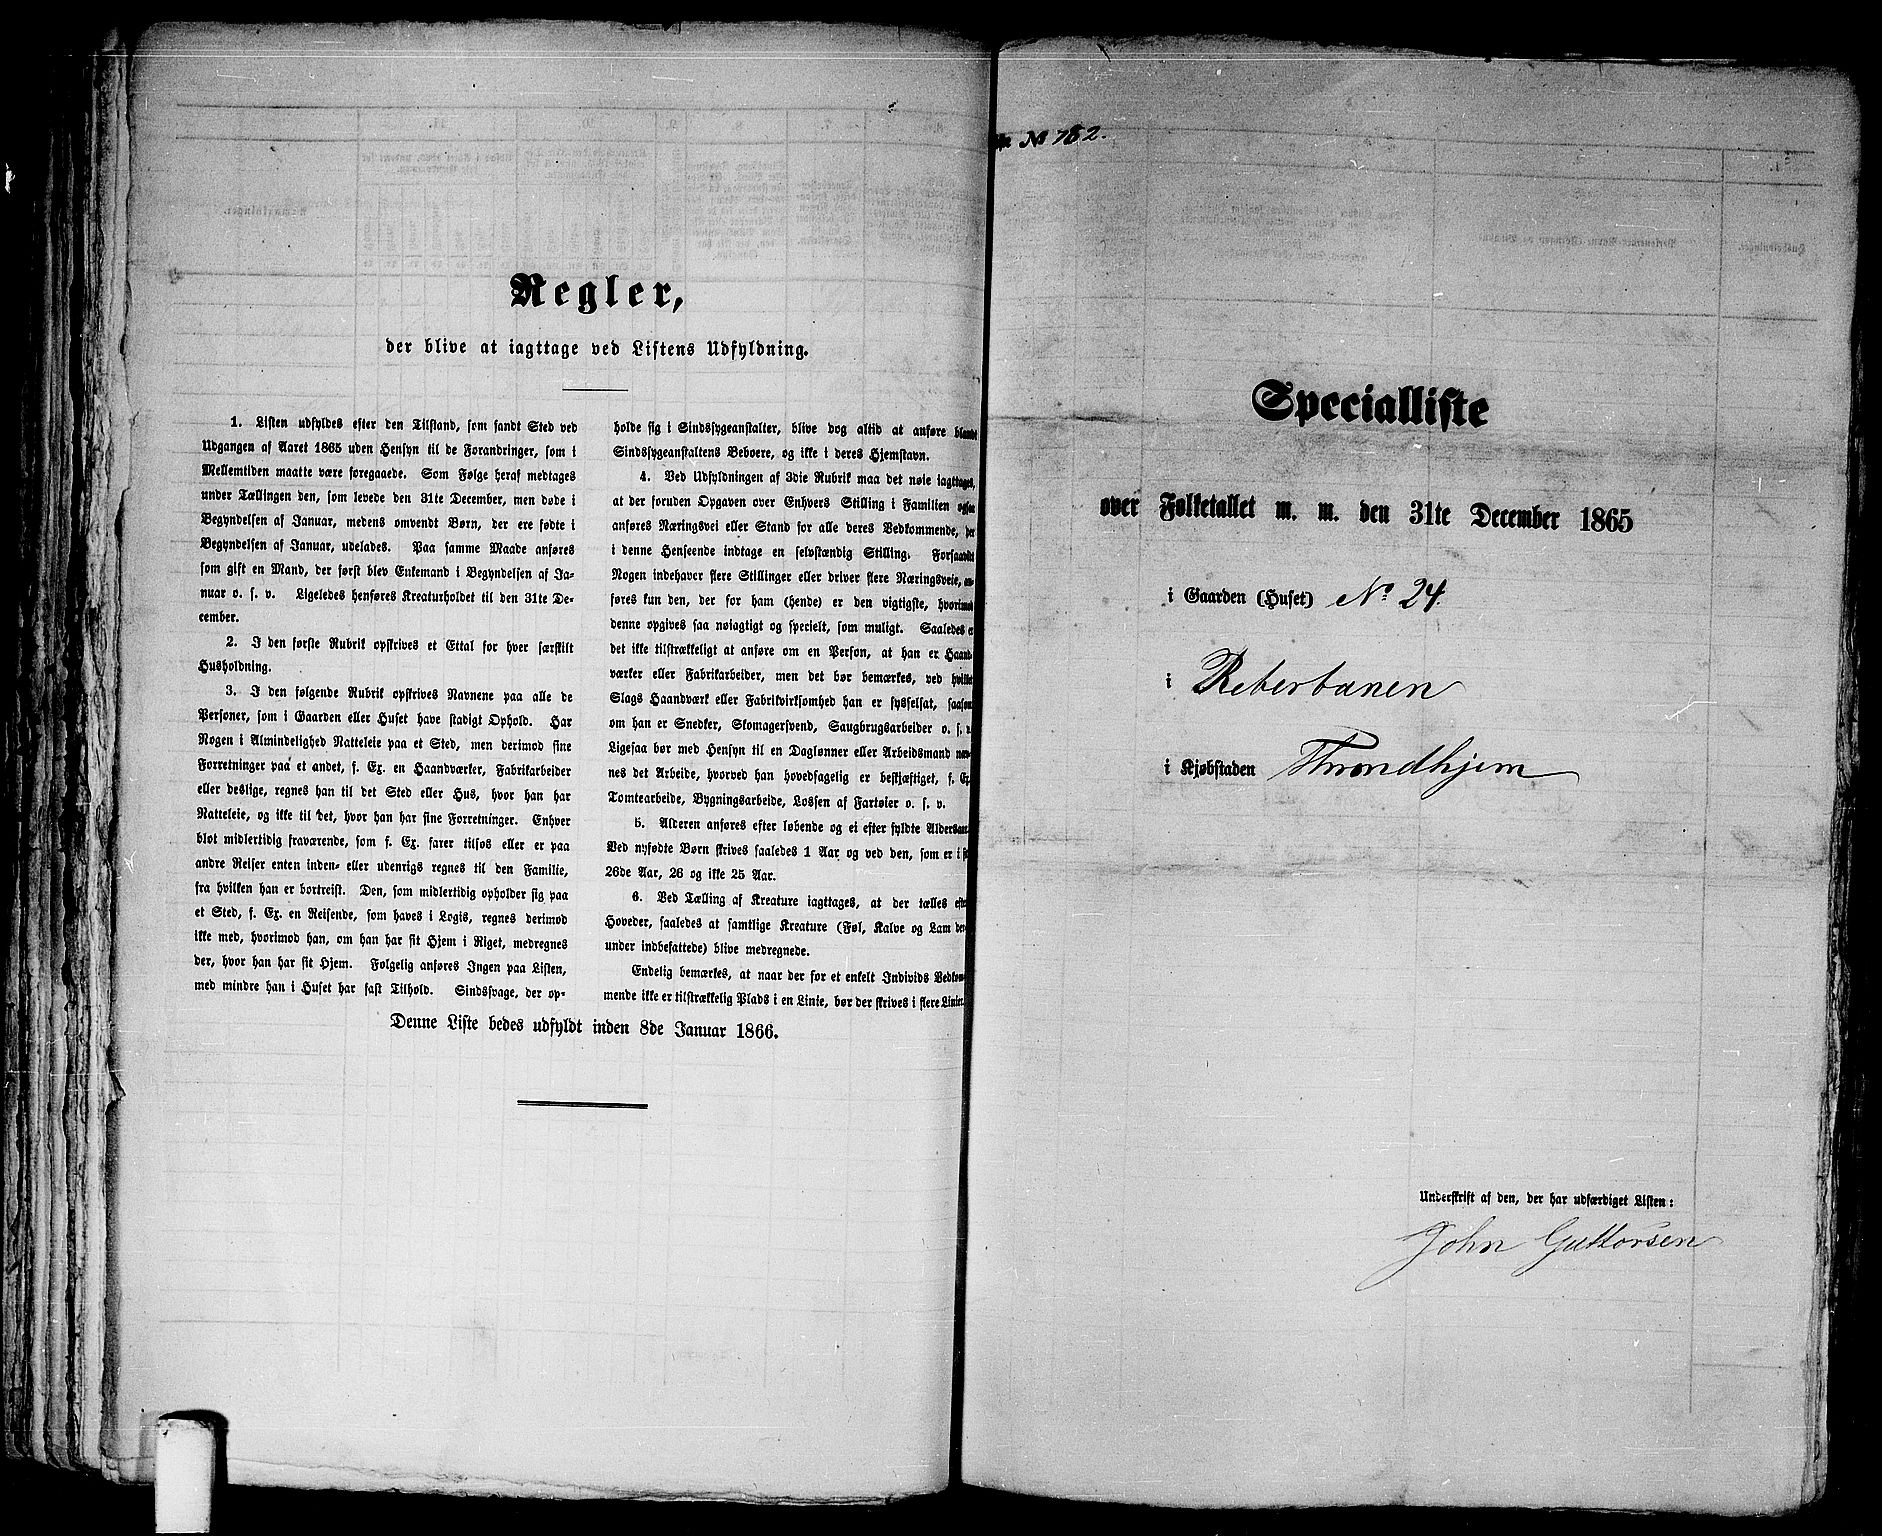 Regler,
der blive at iagttage ved Listens Udfyldning.
1. Listen udfyldes efter den Tilstand, som fandt Sted ved
Udgangen af Aaret 1865 uden Hensyn til de Forandringer, som i
Mellemtiden maatte være foregaaede. Som Følge heraf medtages
under Tællingen den, som levede den 31te December, men døde i
Begyndelsen af Januar, medens omvendt Børn, der ere fødte i
Begyndelsen af Januar, udelades. Paa samme Maade anføres
som gift en Mand, der først blev Enkemand i Begyndelsen af Ja-
nuar o. s. v. Ligeledes henføres Kreaturholdet til den 31te De-
cember.
2. I den første Rubrik opskrives et Ettal for hver særskilt
Husholdning.
3. I den følgende Rubrik opskrives Navnene paa alle de
Personer, som i Gaarden eller Huset have stadigt Ophold. Har
Nogen i Almindelighed Natteleie paa et Sted, men derimod sine
Forretninger paa et andet, f. Ex. en Haandværker, Fabrikarbeider
eller deslige, regnes han til det Sted eller Hus, hvor han har
Natteleie, og ikke til det, hvor han har sine Forretninger. Enhver
blot midlertidig fraværende, som f. Ex. farer tilsøs eller er paa
andre Reiser enten inden- eller udenrigs regnes til den Familie,
fra hvilken han er bortreist. Den, som midlertidig opholder sig paa
et Sted, f. Ex. en Reisende, som haves i Logis, regnes derimod
ikke med, hvorimod han, om han har sit Hjem i Riget, medregnes
der, hvor han har sit Hjem. Følgelig anføres Ingen paa Listen,
med mindre han i Huset har fast Tilhold. Sindssvage, der op-
holde sig i Sindssygeanstalter, blive dog altid at anføre blandt
Sindssygeanstaltens Beboere, og ikke i deres Hjemstavn.
4. Ved Udfyldningen af 3die Rubrik maa det nøie iagttages,
at der foruden Opgaven over Enhvers Stilling i Familien ogsaa
anføres Næringsvei eller Stand for alle deres Vedkommende, der
i denne Henseende indtage en selvstændig Stilling. Forsaavidt
Nogen indehaver flere Stillinger eller driver flere Næringsveie, an-
føres kun den, der for ham (hende) er den vigtigste, hvorimod
denne opgives saa nøiagtigt og specielt, som muligt. Saaledes er
det ikke tilstrækkeligt at anføre om en Person, at han er Haand-
værker eller Fabrikarbeider, men det bør bemærkes, ved hvilket
Slags Haandværk eller Fabrikvirksomhed han er sysselsat, saasom
om han er Snedker, Skomagersvend, Saugbrugsarbeider o. s. v.
Ligesaa bør med Hensyn til en Daglønner eller Arbeidsmand næv-
nes det Arbeide, hvorved han hovedsagelig er beskjæftiget, f. Ex.
Tomtearbeide, Bygningsarbeide, Lossen af Fartøier o. s. v.
5. Alderen anføres efter løbende og ei efter fyldte Aldersaar.
Ved nyfødte Børn skrives saaledes 1 Aar og ved den, som er i sit
26de Aar, 26 og ikke 25 Aar.
6. Ved Tælling af Kreature iagttages, at der tælles efter
Hoveder, saaledes at samtlige Kreature (Føl, Kalve og Lam der-
under indbefattede) blive medregnede.
Endelig bemærkes, at naar der for et enkelt Individs Vedkom-
mende ikke er tilstrækkelig Plads i en Linie, bør der skrives i flere Linier.
Denne Liste bedes udfyldt inden 8de Januar 1866.
№ 782.
Specialliste
over Folketallet m. m. den 31te December 1865
i Gaarden (Huset) No 24.
i Reberbanen
i Kjøbstaden Throndhjem
Underskrift af den, der har udfærdiget Listen:
John Guttorsen